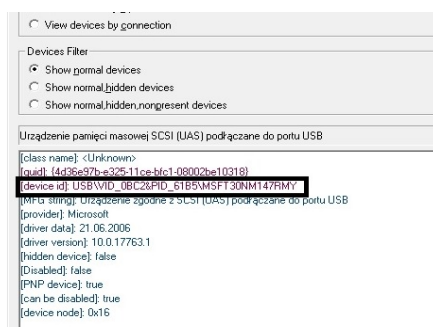 View devices by connection
Devices Filter
Show normal devices
Show normal,hidden devices
Show normal,hidden,nonpresent devices
Urządzenie pamięci masowej SCSI (UAS) podłączane do portu USB
[class name]: <Unknown>
[guid]: {4d36e97b-e325-11ce-bfc1-08002be10318}
[device id]: USB\VID_0BC2&PID_61B5\MSFT30NM147RMY
[MFG string]: Urządzenie zgodne z SCSI (UAS) podłączane do portu USB
[provider]: Microsoft
[driver data]: 21.06.2006
[driver version]: 10.0.17763.1
[hidden device]: false
[Disabled]: false
[PNP device]: true
[can be disabled]: true
[device node]: 0x16